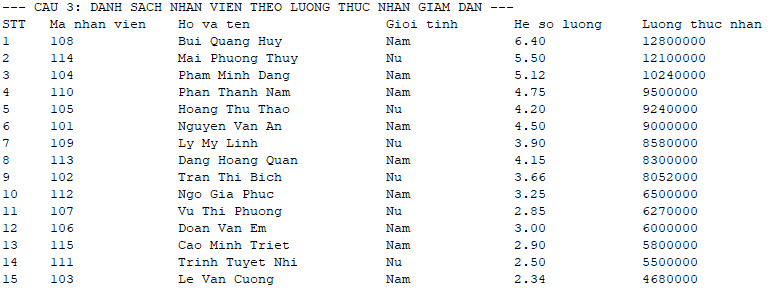 --- CAU 3: DANH SACH NHAN VIEN THEO LUONG THUC NHAN GIAM DAN ---
STT Ma nhan vien Ho va ten Gioi tinh He so luong Luong thuc nhan
1 108 Bui Quang Huy Nam 6.40 12800000
2 114 Mai Phuong Thuy Nu 5.50 12100000
3 104 Pham Minh Dang Nam 5.12 10240000
4 110 Phan Thanh Nam Nam 4.75 9500000
5 105 Hoang Thu Thao Nu 4.20 9240000
6 101 Nguyen Van An Nam 4.50 9000000
7 109 Ly My Linh Nu 3.90 8580000
8 113 Dang Hoang Quan Nam 4.15 8300000
9 102 Tran Thi Bich Nu 3.66 8052000
10 112 Ngo Gia Phuc Nam 3.25 6500000
11 107 Vu Thi Phuong Nu 2.85 6270000
12 106 Doan Van Em Nam 3.00 6000000
13 115 Cao Minh Triet Nam 2.90 5800000
14 111 Trinh Tuyet Nhi Nu 2.50 5500000
15 103 Le Van Cuong Nam 2.34 4680000